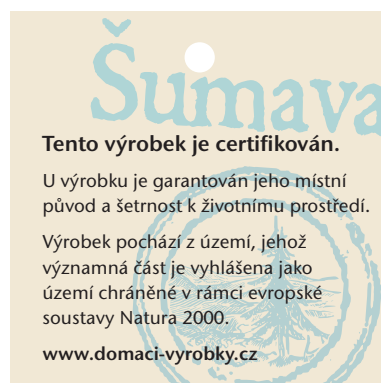 Šumava
Tento výrobek je certifikován.
U výrobku je garantován jeho místní
původ a šetrnost k životnímu prostředí.
Výrobek pochází z území, jehož
významná část je vyhlášena jako
území chráněné v rámci evropské
soustavy Natura 2000.
www.domaci-vyrobky.cz